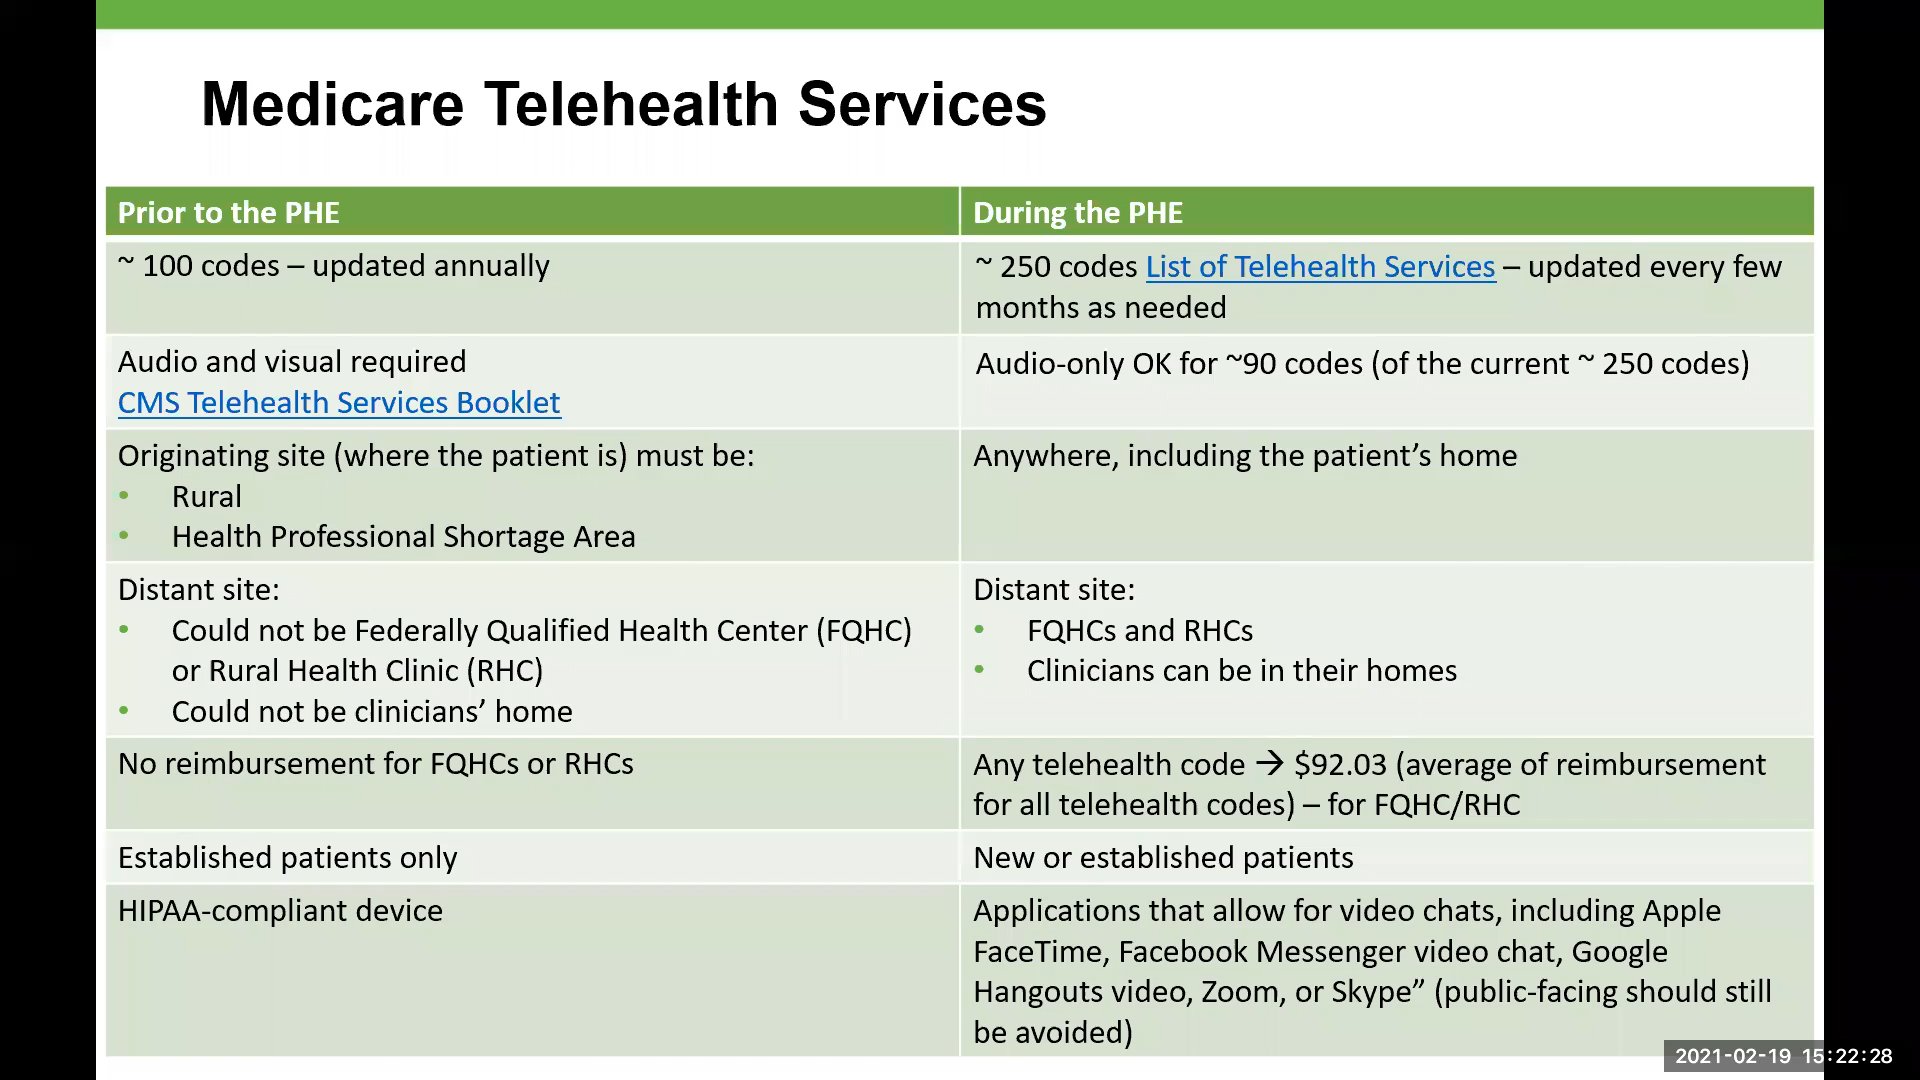 Medicare Telehealth Services
Prior to the PHE
During the PHE
~ 100 codes – updated annually
~ 250 codes List of Telehealth Services – updated every few
months as needed
Audio and visual required
CMS Telehealth Services Booklet
Audio-only OK for ~90 codes (of the current ~ 250 codes)
Originating site (where the patient is) must be:
• Rural
• Health Professional Shortage Area
Anywhere, including the patient’s home
Distant site:
• Could not be Federally Qualified Health Center (FQHC)
or Rural Health Clinic (RHC)
• Could not be clinicians’ home
Distant site:
• FQHCs and RHCs
• Clinicians can be in their homes
No reimbursement for FQHCs or RHCs
Any telehealth code → $92.03 (average of reimbursement
for all telehealth codes) – for FQHC/RHC
Established patients only
New or established patients
HIPAA-compliant device
Applications that allow for video chats, including Apple
FaceTime, Facebook Messenger video chat, Google
Hangouts video, Zoom, or Skype” (public-facing should still
be avoided)
2021-02-19 15:22:28